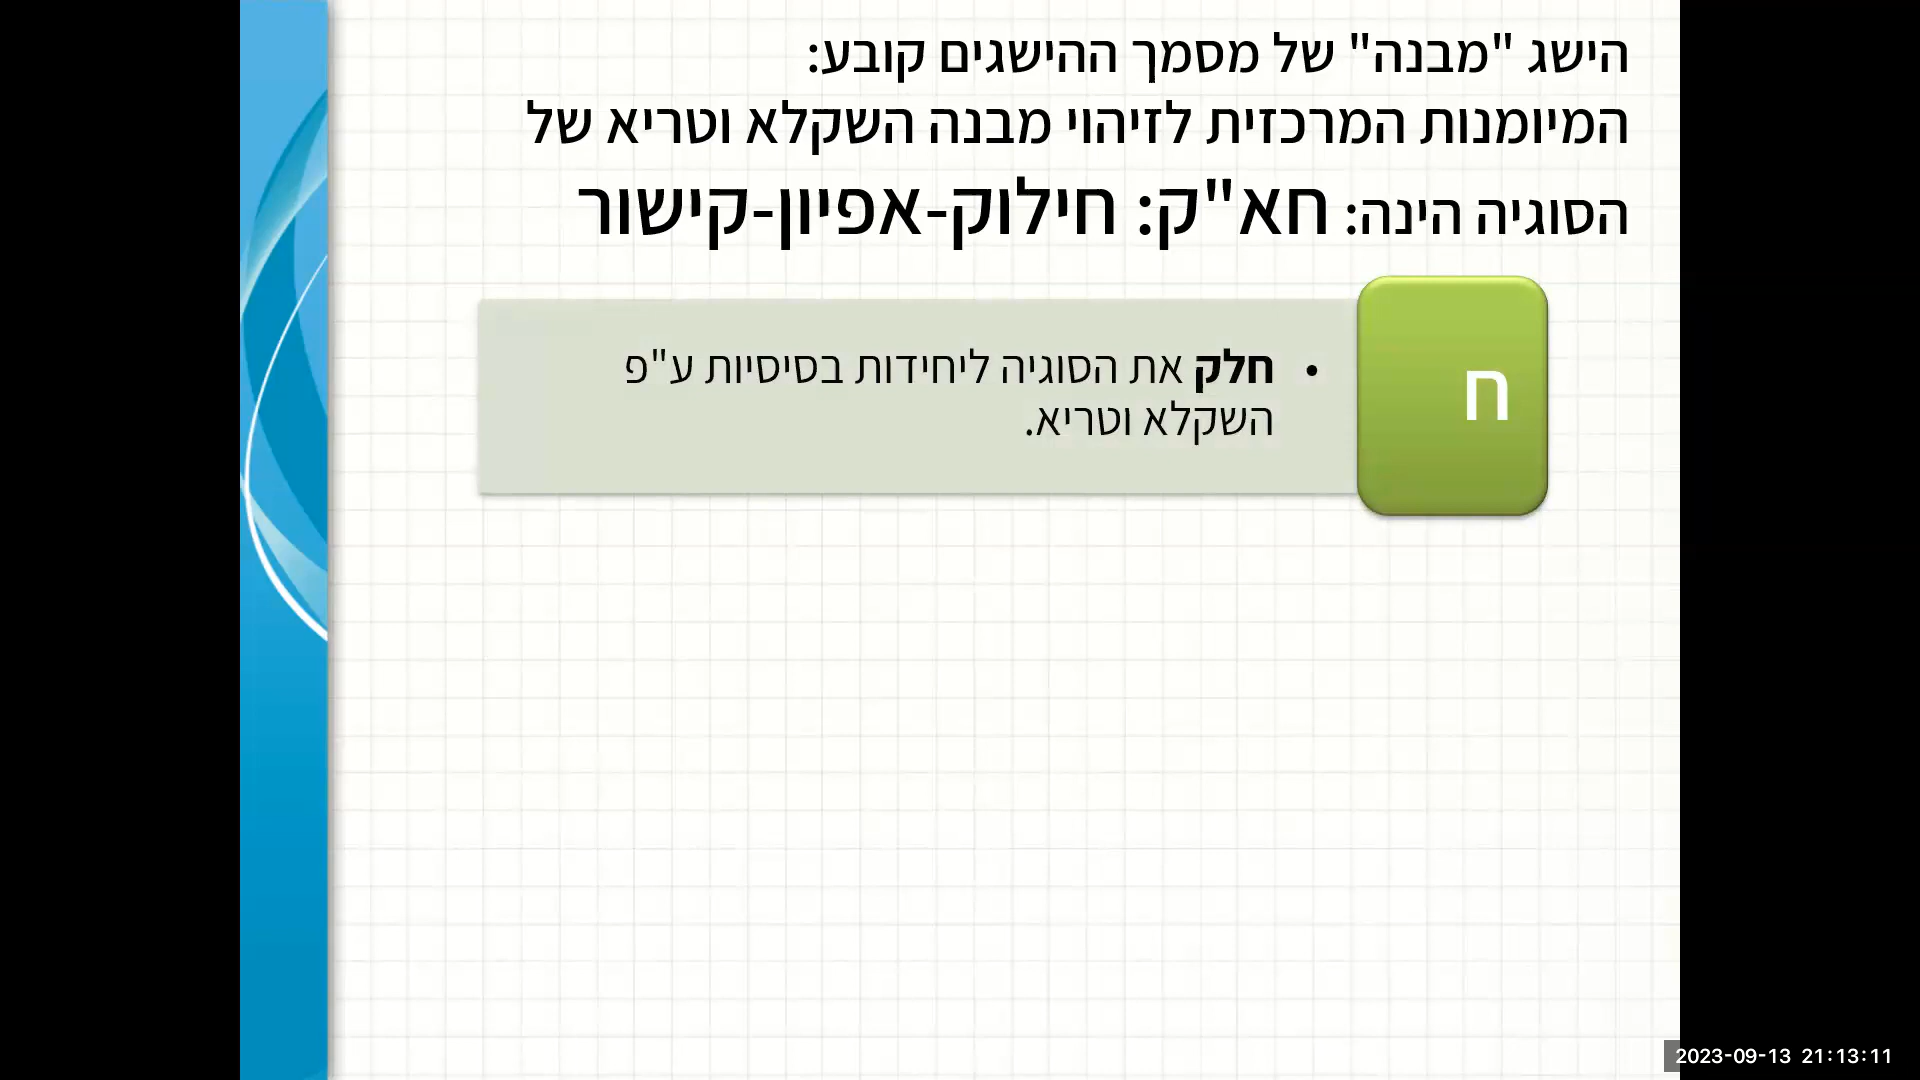 הישג "מבנה" של מסמך ההישגים קובע:
המיומנות המרכזית לזיהוי מבנה השקלא וטריא של
הסוגיה הינה: חא"ק: חילוק-אפיון-קישור
ח
• חלק את הסוגיה ליחידות בסיסיות ע"פ
השקלא וטריא.
2023-09-13 21:13:11